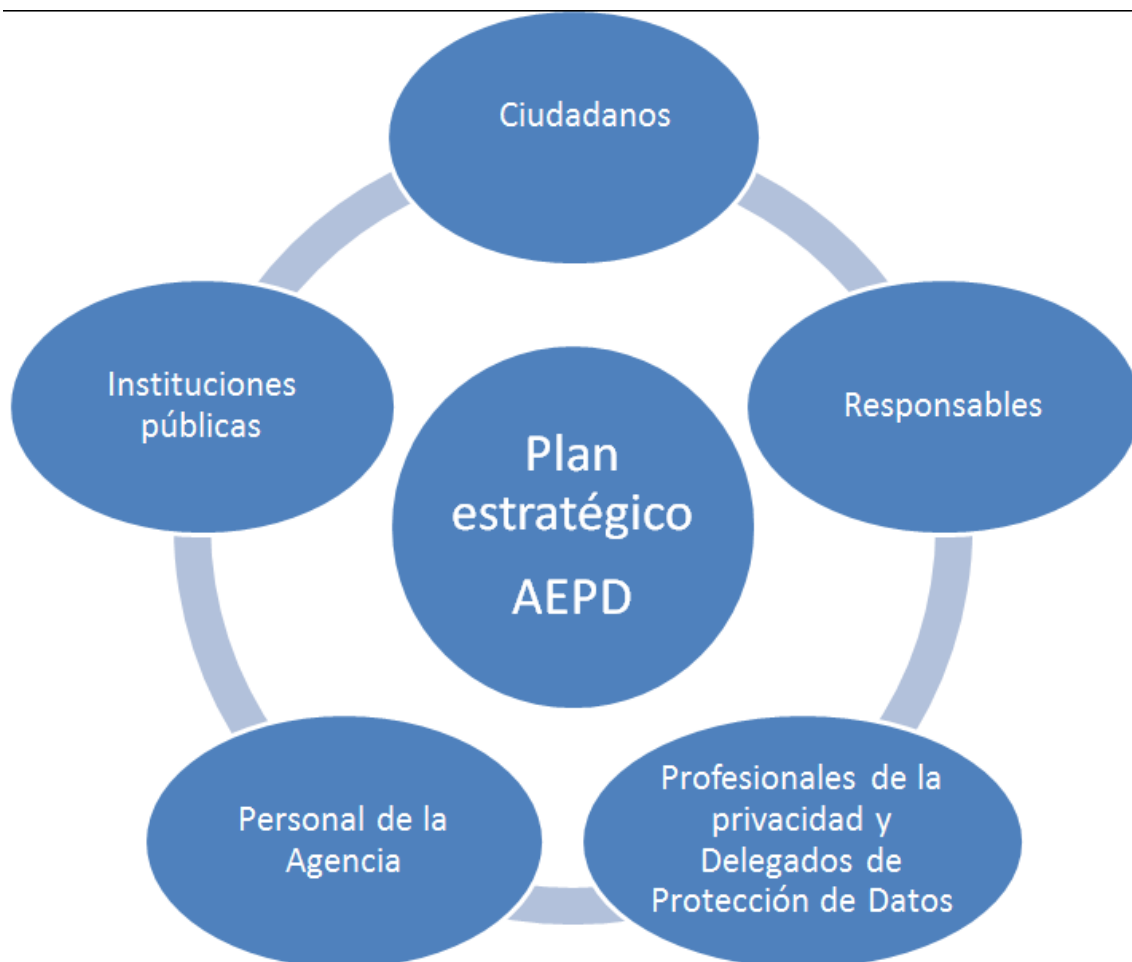 Ciudadanos
Instituciones
públicas
Responsables
Plan
estratégico
AEPD
Personal de la
Agencia
Profesionales de la
privacidad y
Delegados de
Protección de Datos